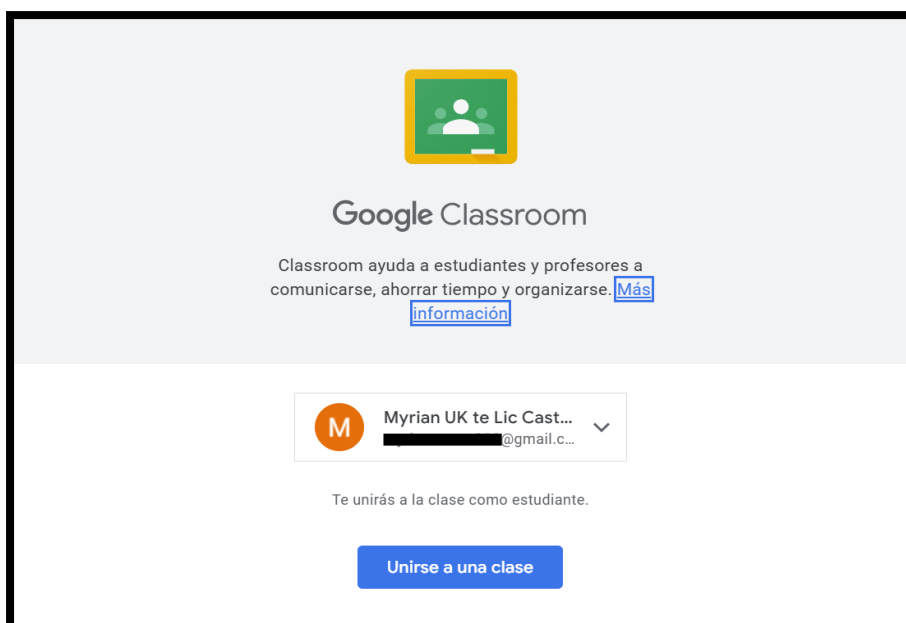 Google Classroom
Classroom ayuda a estudiantes y profesores a
comunicarse, ahorrar tiempo y organizarse. Más
información
M
Myrian UK te Lic Cast...
@gmail.c...
Te unirás a la clase como estudiante.
Unirse a una clase